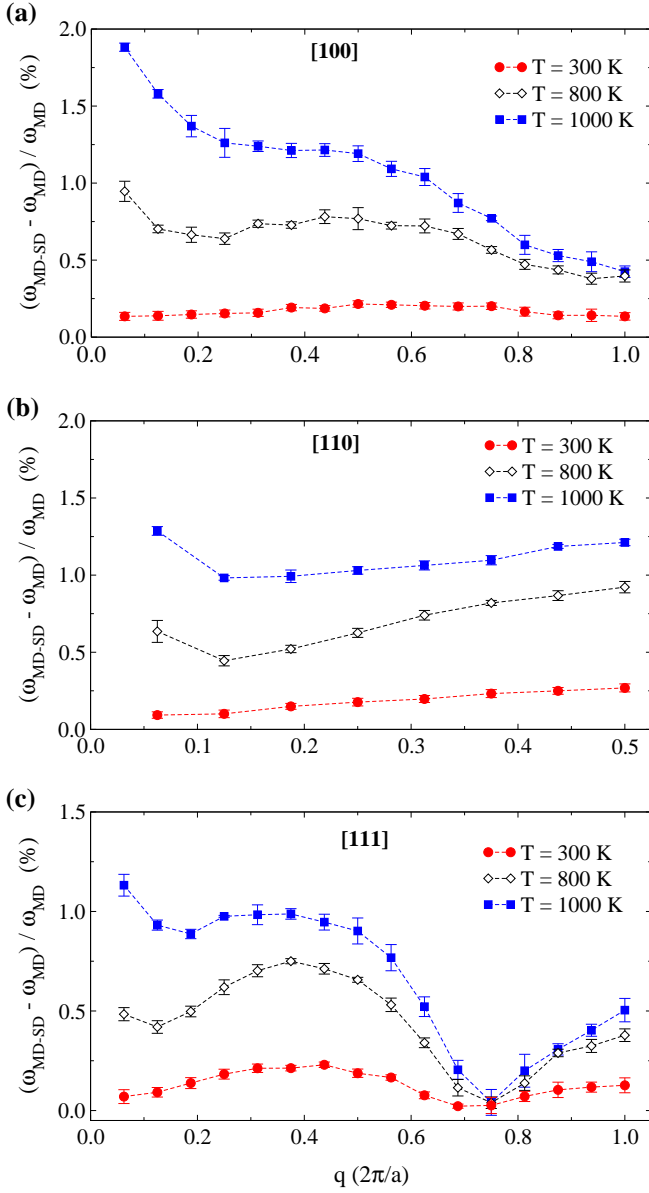 (a)
[100]
T = 300 K
T = 800 K
T = 1000 K
(ω_MD-SD - ω_MD) / ω_MD (%)
2.0
1.5
1.0
0.5
0.0
0.0 0.2 0.4 0.6 0.8 1.0
(b)
[110]
T = 300 K
T = 800 K
T = 1000 K
(ω_MD-SD - ω_MD) / ω_MD (%)
2.0
1.5
1.0
0.5
0.0
0.0 0.1 0.2 0.3 0.4 0.5
(c)
[111]
T = 300 K
T = 800 K
T = 1000 K
(ω_MD-SD - ω_MD) / ω_MD (%)
1.5
1.0
0.5
0.0
0.0 0.2 0.4 0.6 0.8 1.0
q (2π/a)